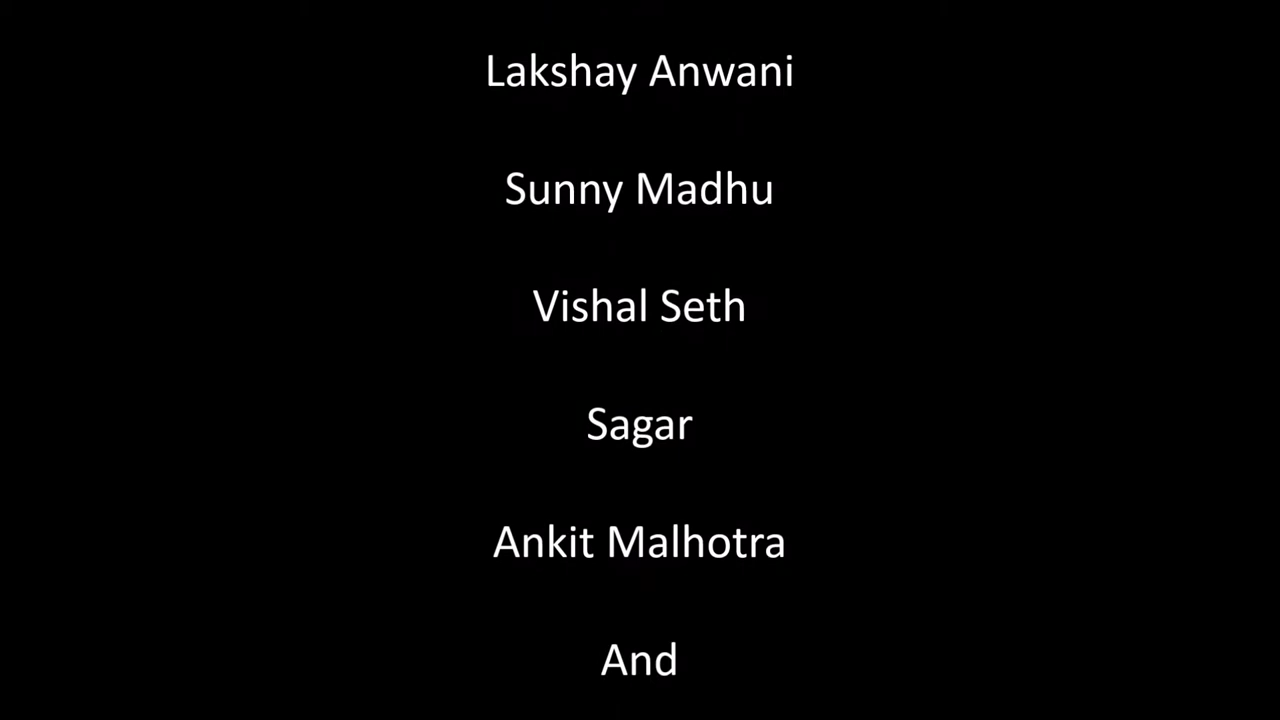 Lakshay Anwani
Sunny Madhu
Vishal Seth
Sagar
Ankit Malhotra
And